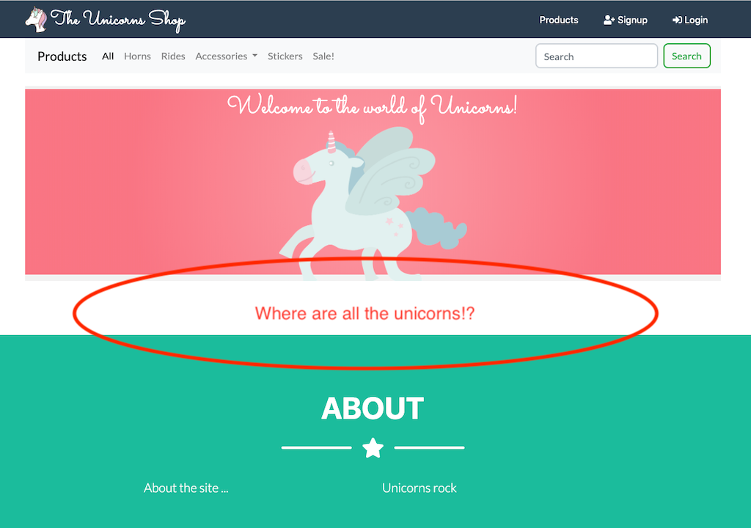 The Unicorns Shop
Products Signup Login
Products All Horns Rides Accessories Stickers Sale!
Search Search
Welcome to the world of Unicorns!
Where are all the unicorns!?
ABOUT
About the site ... Unicorns rock